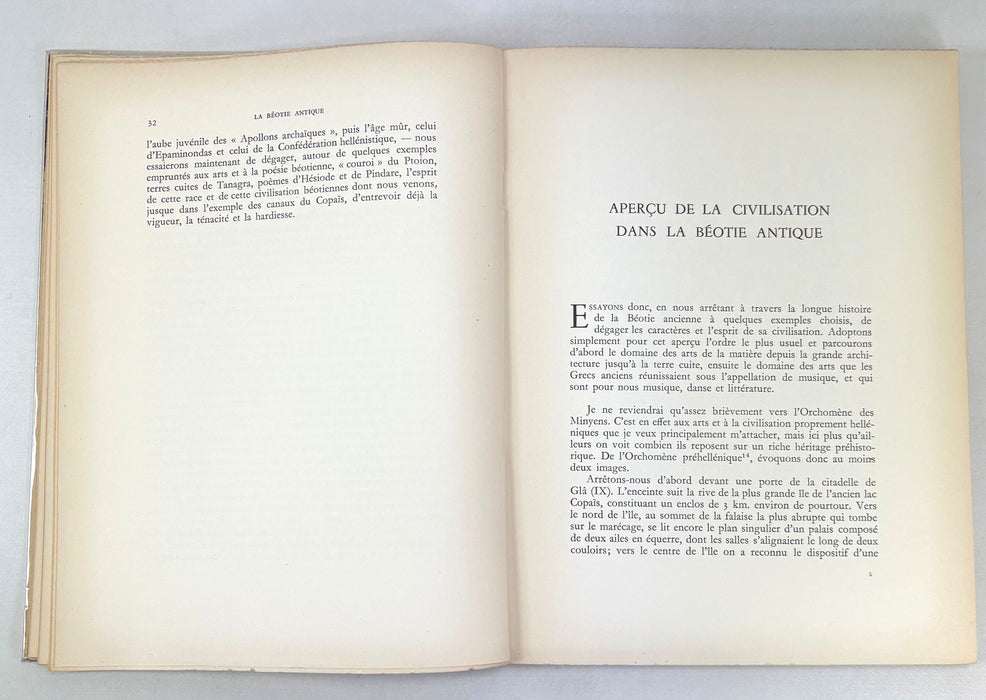 32
LA BÉOTIE ANTIQUE
l'aube juvénile des « Apollons archaïques », puis l'âge mûr, celui
d'Epaminondas et celui de la Confédération hellénistique, — nous
essaierons maintenant de dégager, autour de quelques exemples
empruntés aux arts et à la poésie béotienne, « couroi » du Ptoion,
terres cuites de Tanagra, poèmes d'Hésiode et de Pindare, l'esprit
de cette race et de cette civilisation béotiennes dont nous venons,
jusque dans l'exemple des canaux du Copaïs, d'entrevoir déjà la
vigueur, la ténacité et la hardiesse.
APERÇU DE LA CIVILISATION
DANS LA BÉOTIE ANTIQUE
ESSAYONS donc, en nous arrêtant à travers la longue histoire
de la Béotie ancienne à quelques exemples choisis, de
dégager les caractères et l'esprit de sa civilisation. Adoptons
simplement pour cet aperçu l'ordre le plus usuel et parcourons
d'abord le domaine des arts de la matière depuis la grande archi-
tecture jusqu'à la terre cuite, ensuite le domaine des arts que les
Grecs anciens réunissaient sous l'appellation de musique, et qui
sont pour nous musique, danse et littérature.
Je ne reviendrai qu'assez brièvement vers l'Orchomène des
Minyens. C'est en effet aux arts et à la civilisation proprement hellé-
niques que je veux principalement m'attacher, mais ici plus qu'ail-
leurs on voit combien ils reposent sur un riche héritage préhisto-
rique. De l'Orchomène préhellénique¹⁴, évoquons donc au moins
deux images.
Arrêtons-nous d'abord devant une porte de la citadelle de
Glâ (IX). L'enceinte suit la rive de la plus grande île de l'ancien lac
Copaïs, constituant un enclos de 3 km. environ de pourtour. Vers
le nord de l'île, au sommet de la falaise la plus abrupte qui tombe
sur le marécage, se lit encore le plan singulier d'un palais composé
de deux ailes en équerre, dont les salles s'alignaient le long de deux
couloirs; vers le centre de l'île on a reconnu le dispositif d'une
5